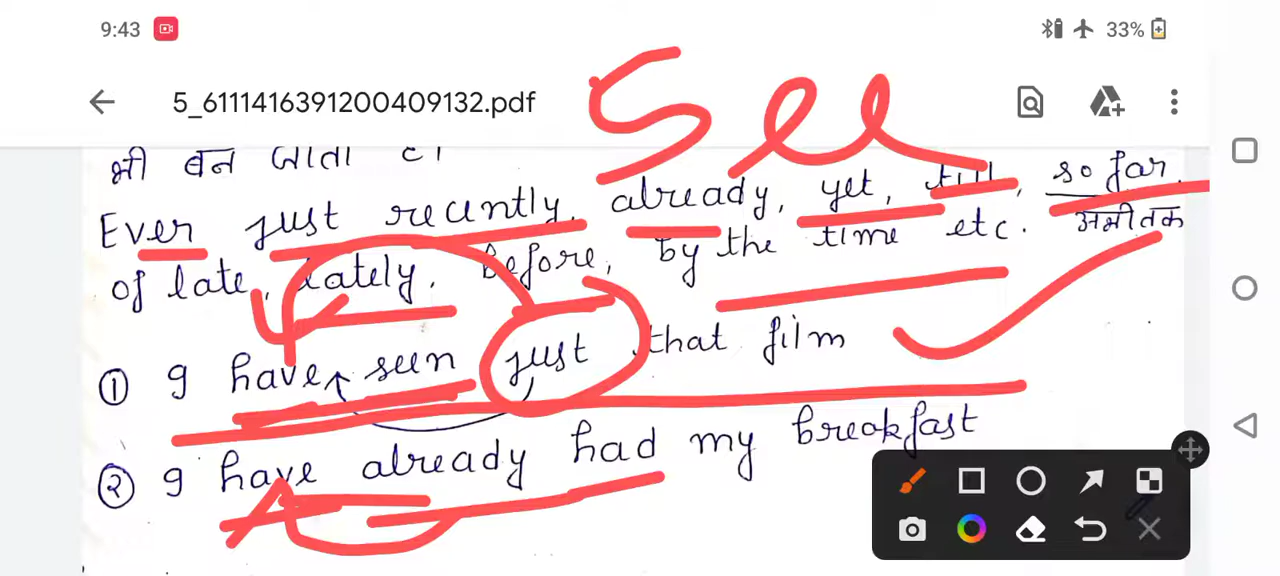 9:43 33%
5_6111416391200409132.pdf
See
भी बन जाता है।
Ever just recently, already, yet, till, so far अभीतक
of late, lately, before, by the time etc.
① I have seen just that film
② I have already had my breakfast